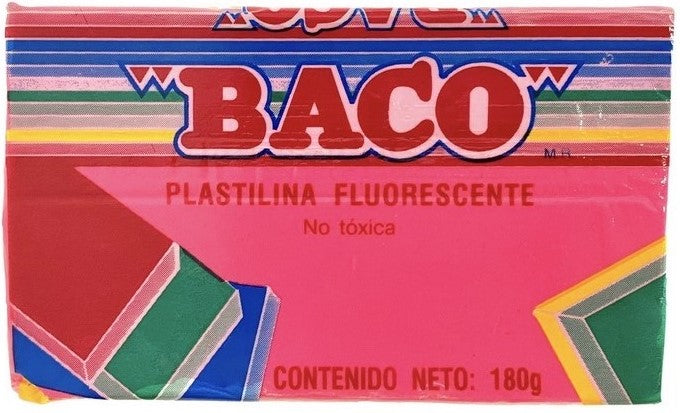 "BACO"
M.R.
PLASTILINA FLUORESCENTE
No tóxica
CONTENIDO NETO: 180g